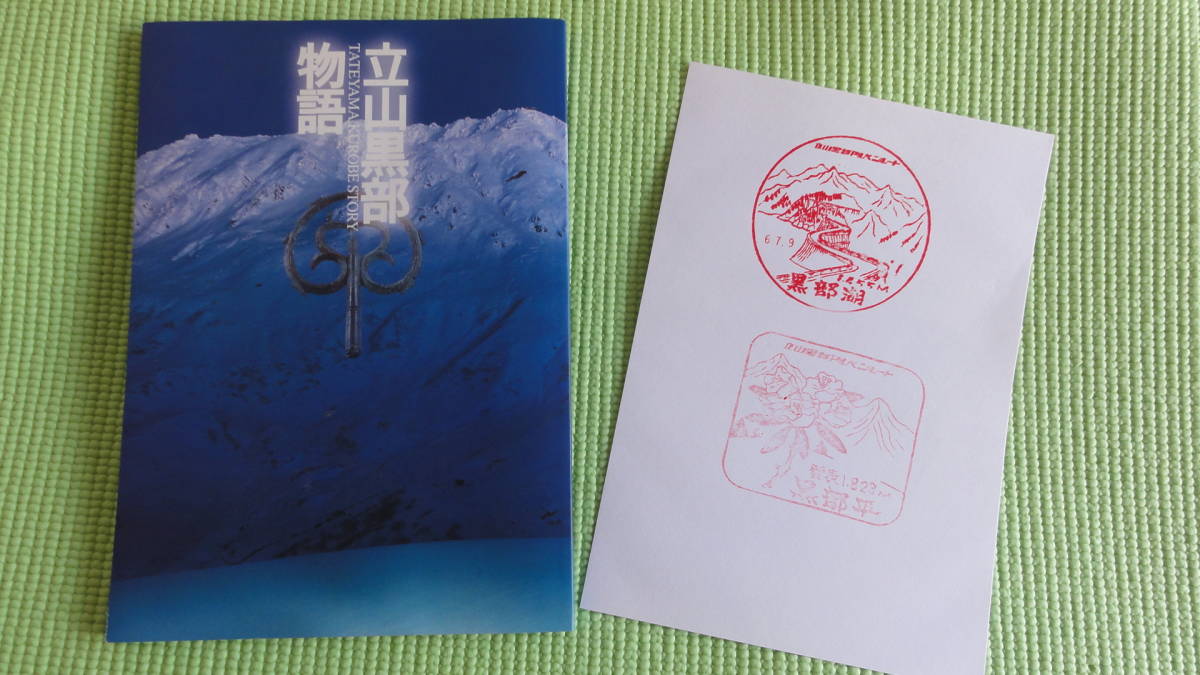 立山黒部
TATEYAMA KUROBE STORY
物語
立山黒部アルペンルート
6.7.9
黒部湖
立山黒部アルペンルート
標高1.828M
黒部平